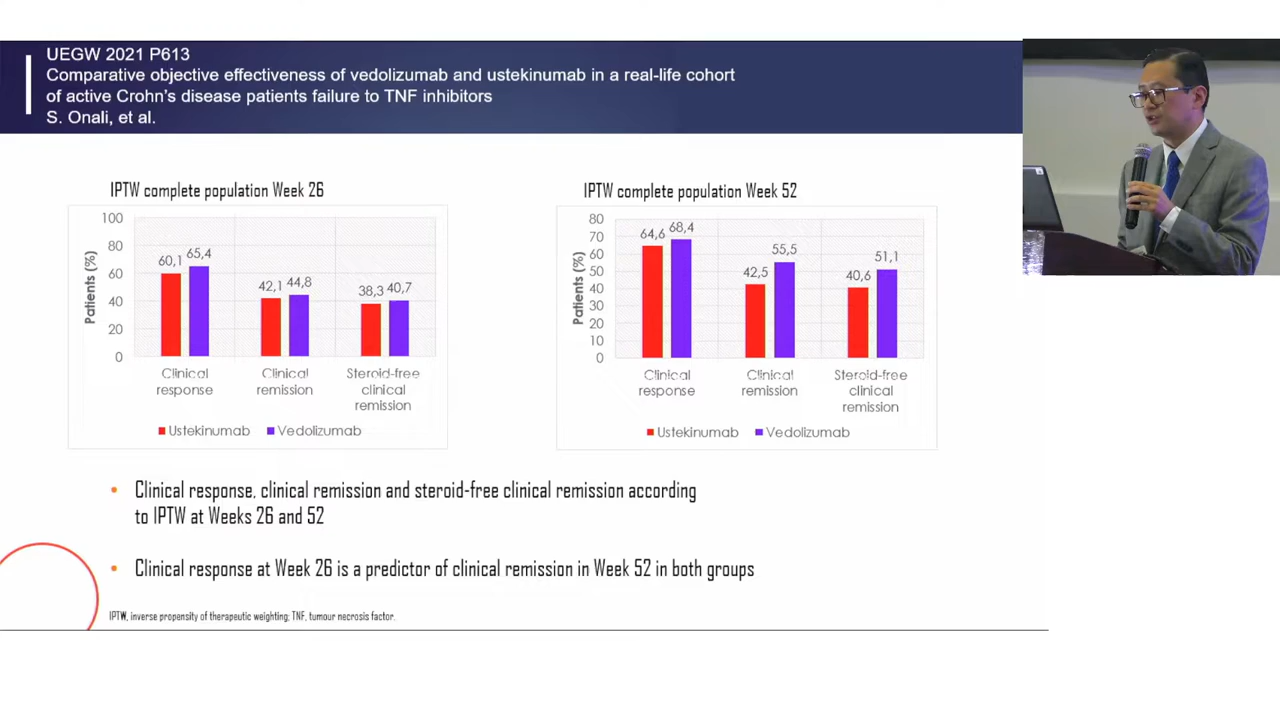 UEGW 2021 P613
Comparative objective effectiveness of vedolizumab and ustekinumab in a real-life cohort
of active Crohn's disease patients failure to TNF inhibitors
S. Onali, et al.
IPTW complete population Week 26
Patients (%)
100
80
60
40
20
0
60,1
65,4
42,1
44,8
38,3
40,7
Clinical
response
Clinical
remission
Steroid-free
clinical
remission
Ustekinumab
Vedolizumab
IPTW complete population Week 52
Patients (%)
80
70
60
50
40
30
20
10
0
64,6
68,4
42,5
55,5
40,6
51,1
Clinical
response
Clinical
remission
Steroid-free
clinical
remission
Ustekinumab
Vedolizumab
• Clinical response, clinical remission and steroid-free clinical remission according
to IPTW at Weeks 26 and 52
• Clinical response at Week 26 is a predictor of clinical remission in Week 52 in both groups
IPTW, inverse propensity of therapeutic weighting; TNF, tumour necrosis factor.